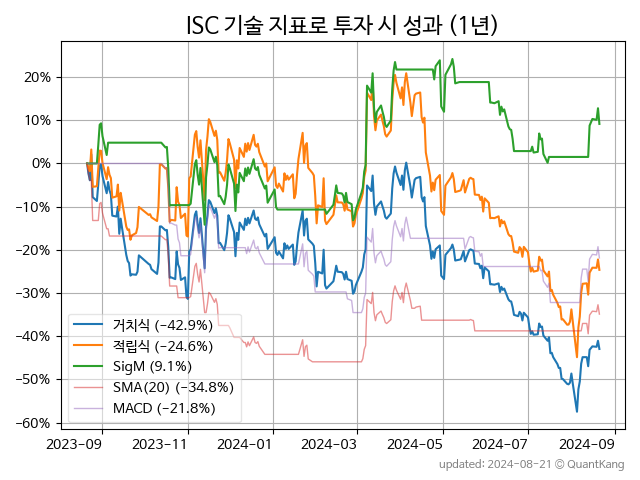 ISC 기술 지표로 투자 시 성과 (1년)
20%
10%
0%
−10%
−20%
−30%
−40%
−50%
−60%
거치식 (−42.9%)
적립식 (−24.6%)
SigM (9.1%)
SMA(20) (−34.8%)
MACD (−21.8%)
2023-09 2023-11 2024-01 2024-03 2024-05 2024-07 2024-09
updated: 2024-08-21 @ QuantKang